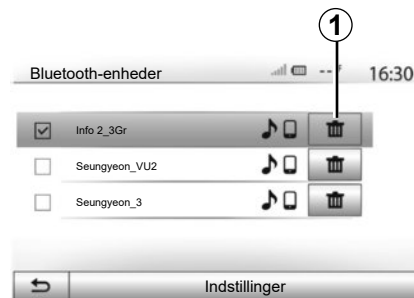 1
Bluetooth-enheder -- ° 16:30
Info 2_3Gr
Seungyeon_VU2
Seungyeon_3
Indstillinger